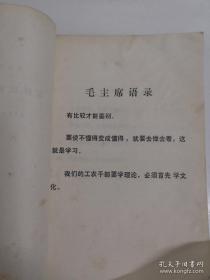 毛主席语录
有比较才能鉴别。
要使不懂得变成懂得，就要去做去看，这
就是学习。
我们的工农干部要学理论，必须首先 学文
化。